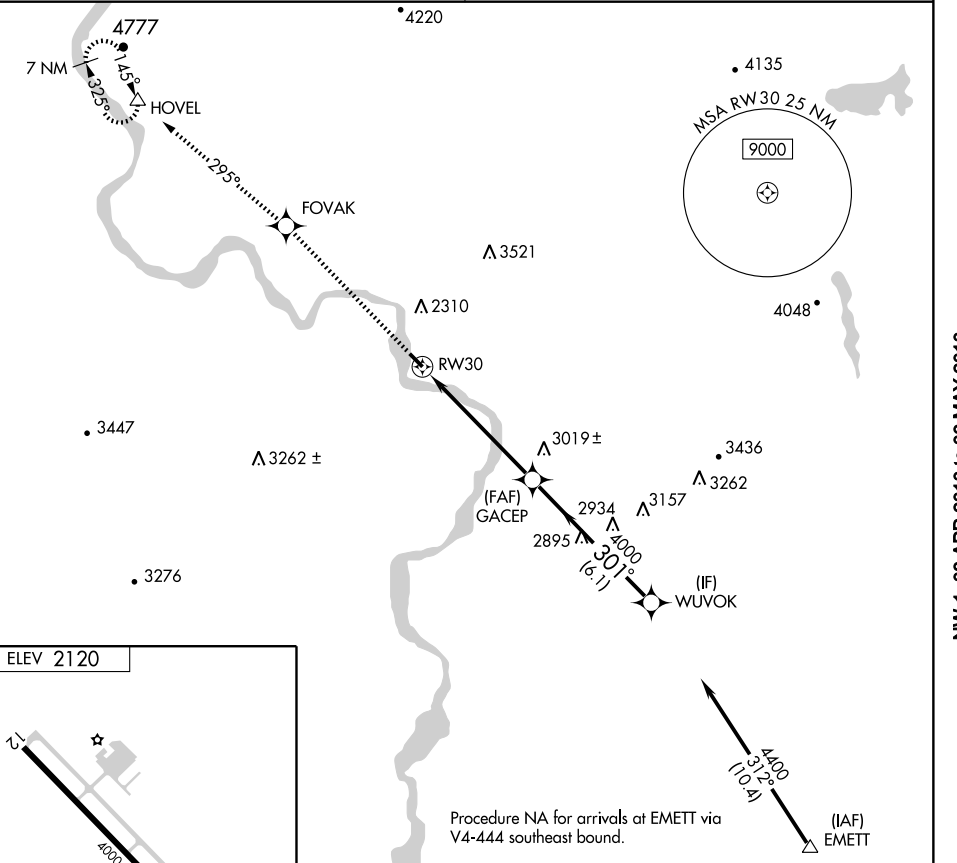 4220
4777
4135
7 NM
145°
325°
HOVEL
MSA RW30 25 NM
9000
295°
FOVAK
3521
2310
4048
RW30
3447
3262 ±
3019 ±
3436
3262
(FAF)
GACEP
2934
3157
2895
4000
301°
(6.1)
(IF)
WUVOK
3276
ELEV 2120
12
4000
4400
312°
(10.4)
(IAF)
EMETT
Procedure NA for arrivals at EMETT via
V4-444 southeast bound.